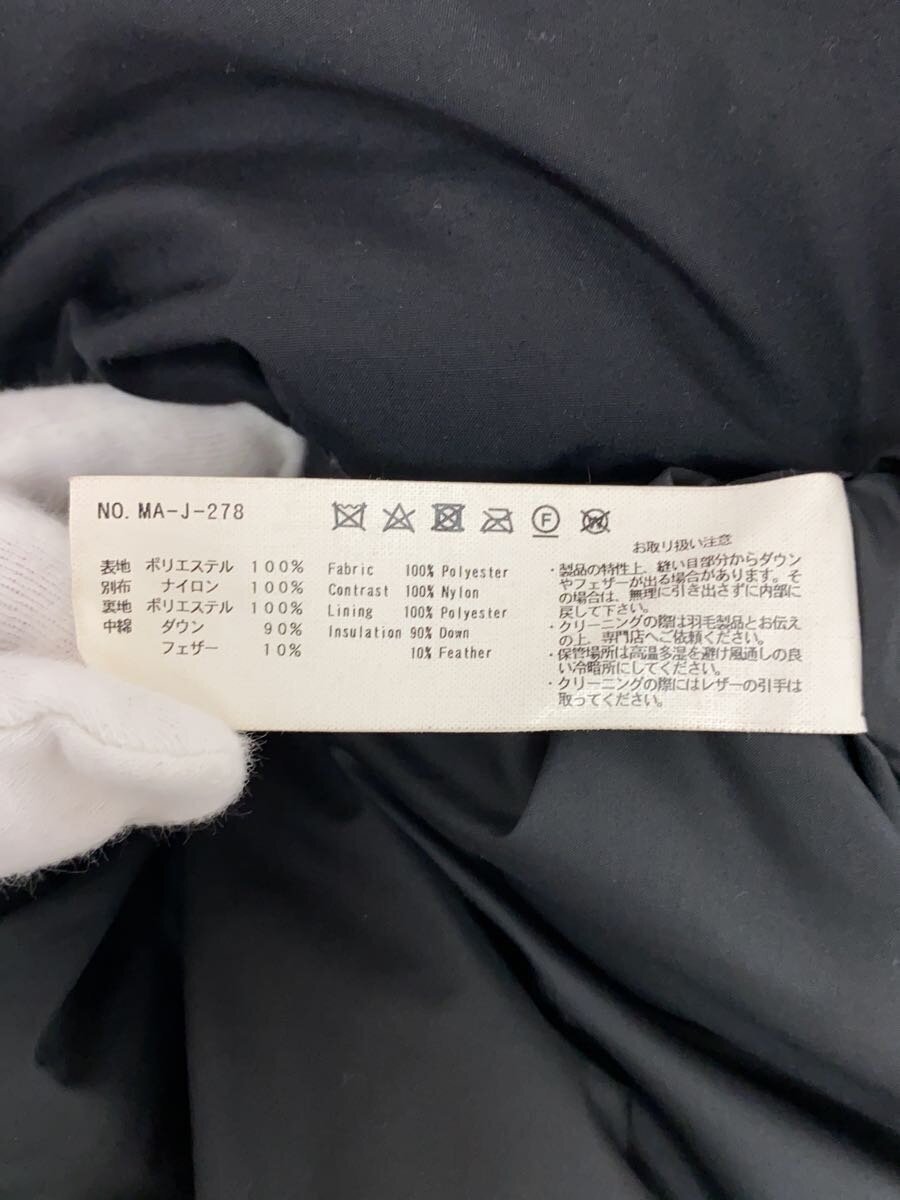 NO. MA-J-278
表地 ポリエステル 100%
別布 ナイロン 100%
裏地 ポリエステル 100%
中綿 ダウン 90%
フェザー 10%
Fabric 100% Polyester
Contrast 100% Nylon
Lining 100% Polyester
Insulation 90% Down
10% Feather
F
W
お取り扱い注意
・製品の特性上、縫い目部分からダウン
やフェザーが出る場合があります。そ
の場合は、無理に引き出さずに内部に
戻して下さい。
・クリーニングの際は羽毛製品とお伝え
の上、専門店へご依頼ください。
・保管場所は高温多湿を避け風通しの良
い冷暗所にしてください。
・クリーニングの際にはレザーの引手は
取ってください。